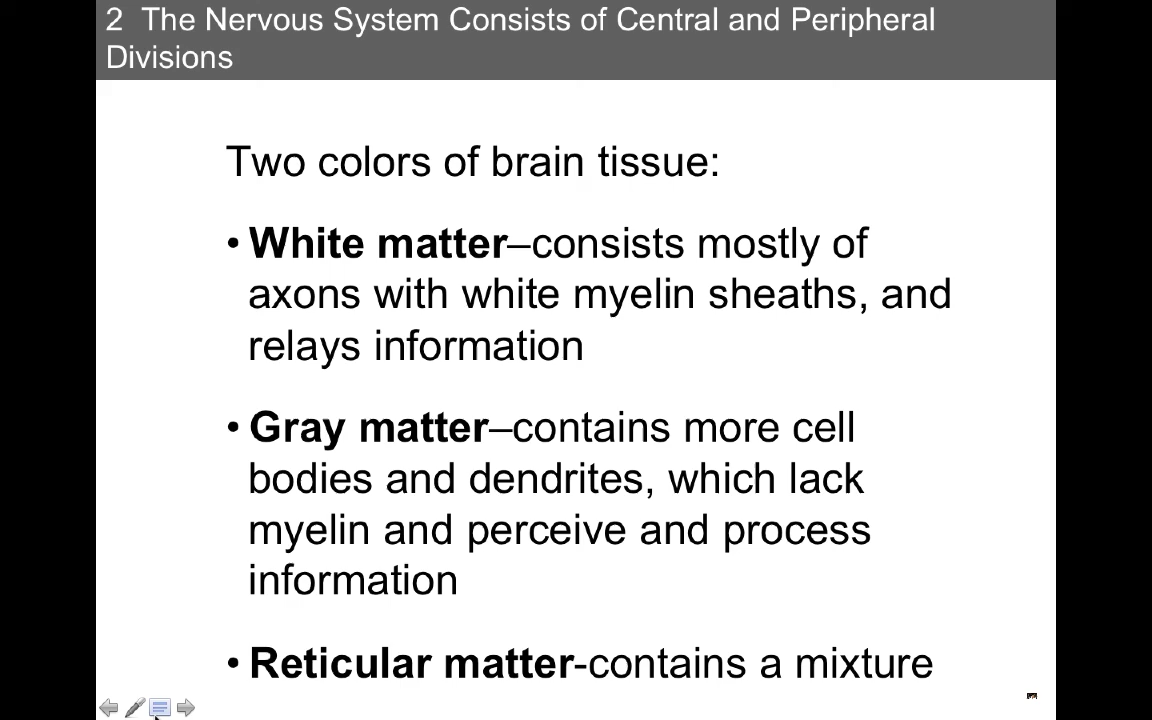 2 The Nervous System Consists of Central and Peripheral
Divisions
Two colors of brain tissue:
• White matter–consists mostly of
axons with white myelin sheaths, and
relays information
• Gray matter–contains more cell
bodies and dendrites, which lack
myelin and perceive and process
information
• Reticular matter-contains a mixture